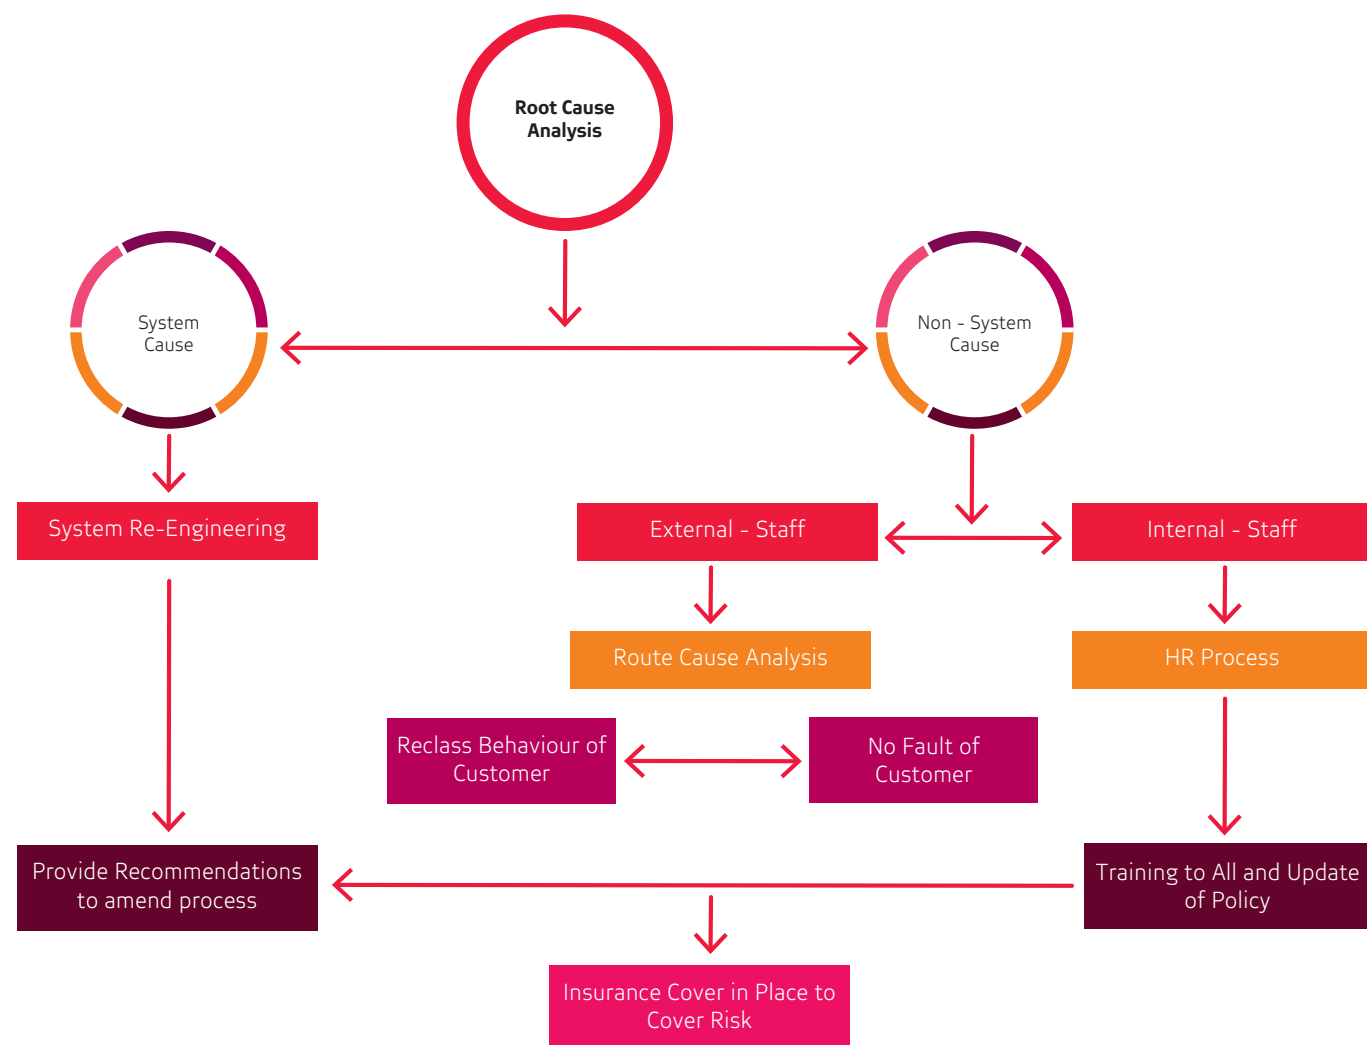 Root Cause
Analysis
System
Cause
Non - System
Cause
System Re-Engineering
External - Staff
Internal - Staff
Route Cause Analysis
HR Process
Reclass Behaviour of
Customer
No Fault of
Customer
Provide Recommendations
to amend process
Training to All and Update
of Policy
Insurance Cover in Place to
Cover Risk